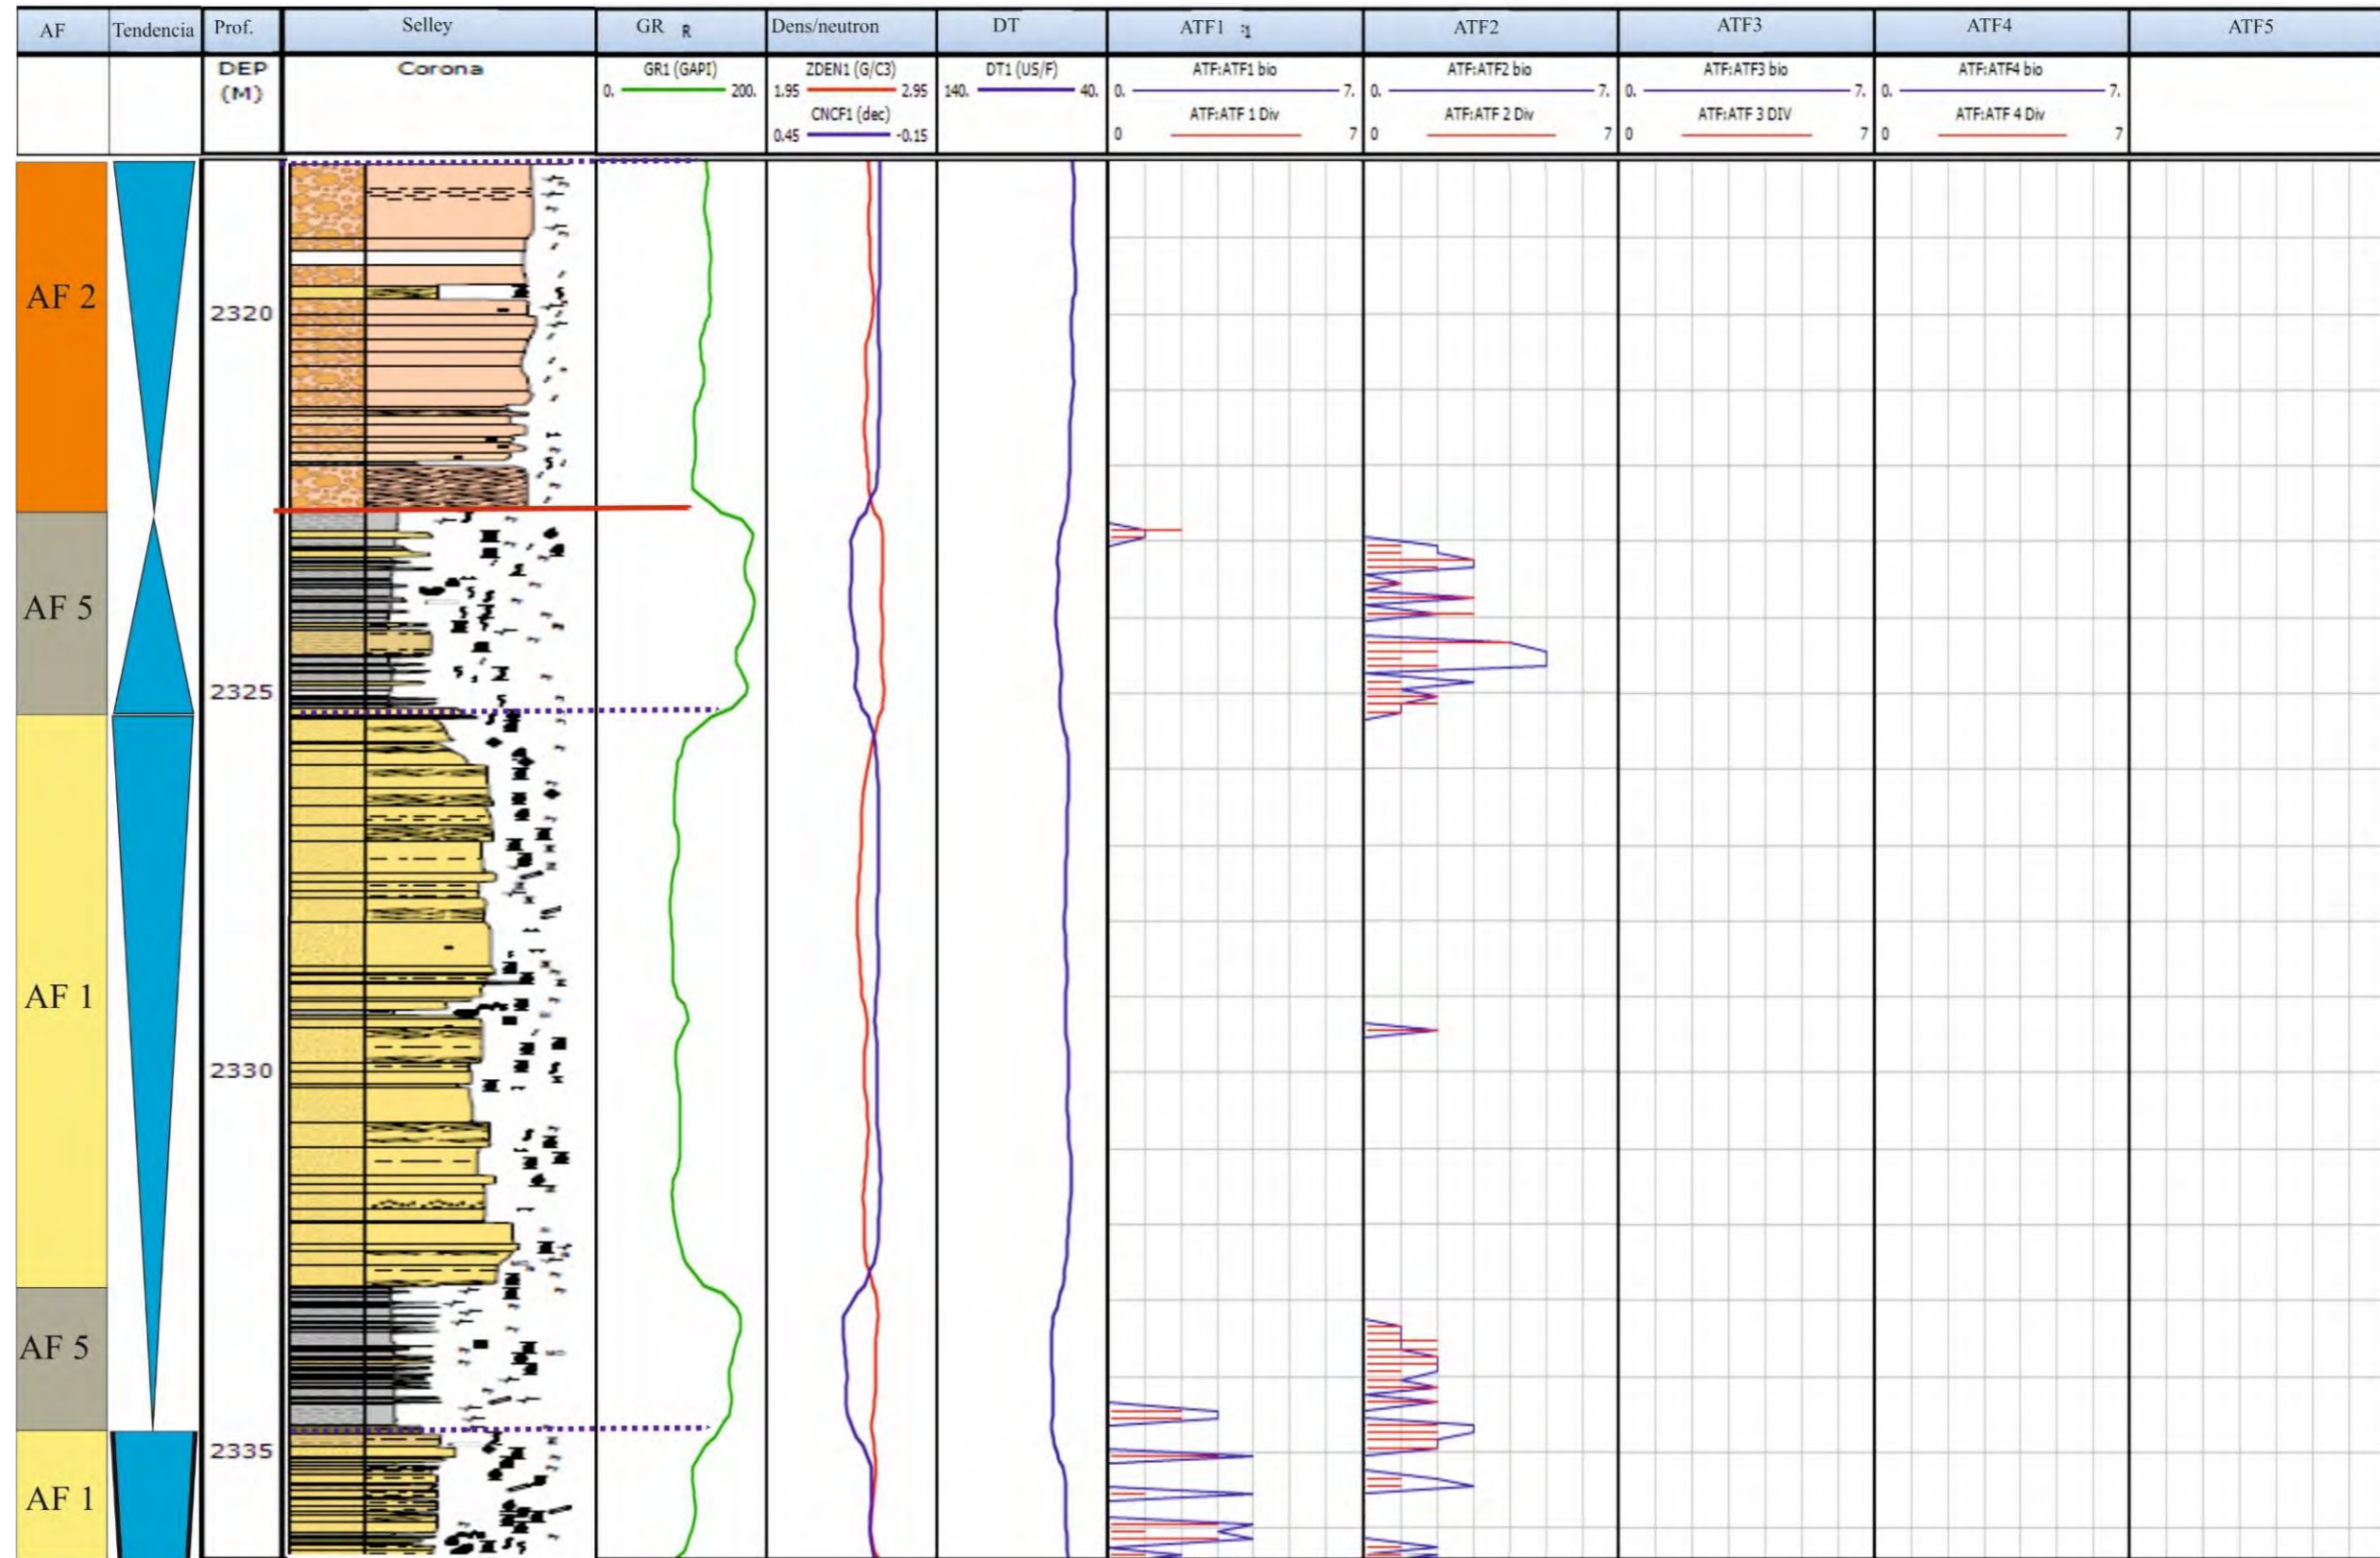 AF Tendencia Prof. Selley GR R Dens/neutron DT ATF1 :1 ATF2 ATF3 ATF4 ATF5
DEP Corona GR1 (GAPI) ZDEN1 (G/C3) DT1 (US/F) ATF:ATF1 bio ATF:ATF2 bio ATF:ATF3 bio ATF:ATF4 bio
(M) 0. 200. 1.95 2.95 140. 40. 0. 7. 0. 7. 0. 7. 0. 7.
CNCF1 (dec) ATF:ATF 1 Div ATF:ATF 2 Div ATF:ATF 3 DIV ATF:ATF 4 Div
0.45 -0.15 0 7 0 7 0 7 0 7
AF 2
2320
AF 5
2325
AF 1
2330
AF 5
2335
AF 1